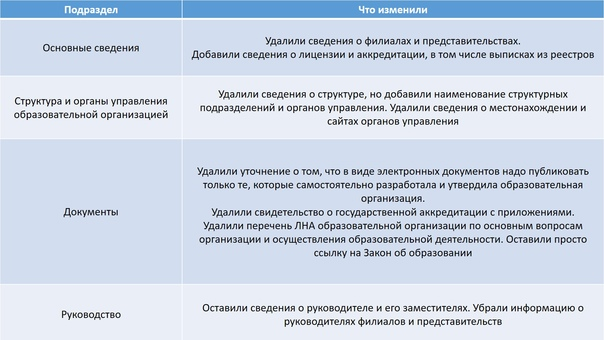 Подраздел
Что изменили
Основные сведения
Удалили сведения о филиалах и представительствах.
Добавили сведения о лицензии и аккредитации, в том числе выписках из реестров
Структура и органы управления
образовательной организацией
Удалили сведения о структуре, но добавили наименование структурных
подразделений и органов управления. Удалили сведения о местонахождении и
сайтах органов управления
Документы
Удалили уточнение о том, что в виде электронных документов надо публиковать
только те, которые самостоятельно разработала и утвердила образовательная
организация.
Удалили свидетельство о государственной аккредитации с приложениями.
Удалили перечень ЛНА образовательной организации по основным вопросам
организации и осуществления образовательной деятельности. Оставили просто
ссылку на Закон об образовании
Руководство
Оставили сведения о руководителе и его заместителях. Убрали информацию о
руководителях филиалов и представительств